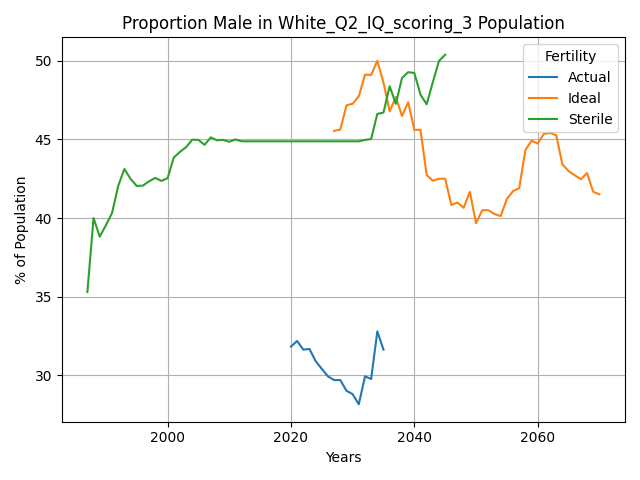 Proportion Male in White_Q2_IQ_scoring_3 Population
50
45
40
35
30
% of Population
Fertility
Actual
Ideal
Sterile
2000
2020
2040
2060
Years